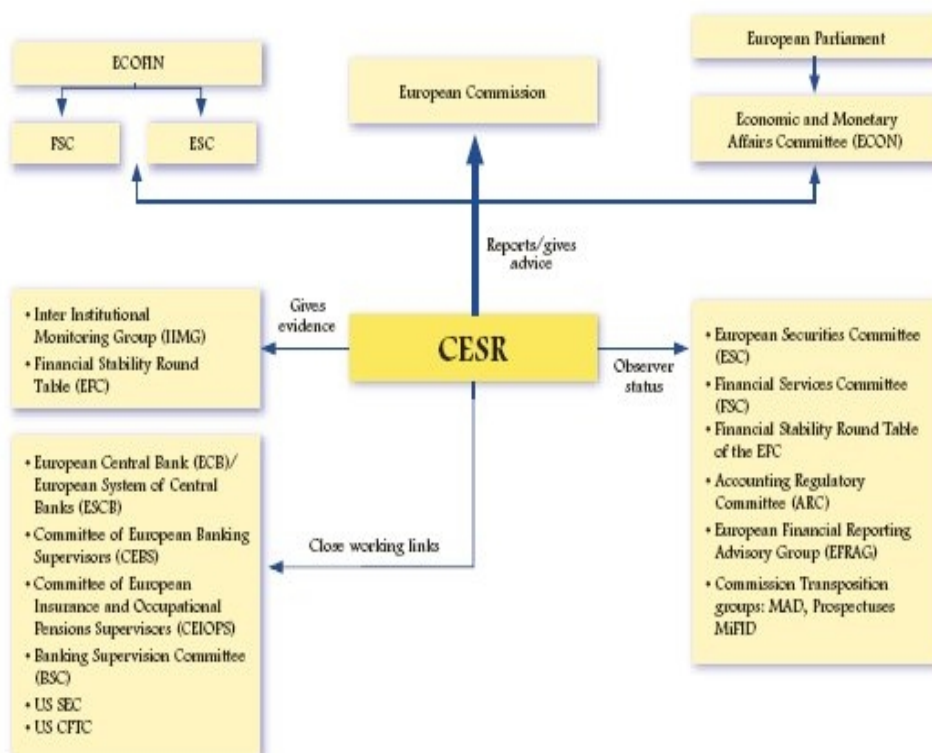 European Parliament
ECOFIN
European Commission
FSC
ESC
Economic and Monetary
Affairs Committee (ECON)
Reports/gives
advice
• Inter Institutional
Monitoring Group (IIMG)
• Financial Stability Round
Table (EFC)
Gives
evidence
CESR
Observer
status
• European Securities Committee
(ESC)
• Financial Services Committee
(FSC)
• Financial Stability Round Table
of the EFC
• Accounting Regulatory
Committee (ARC)
• European Financial Reporting
Advisory Group (EFRAG)
• Commission Transposition
groups: MAD, Prospectuses
MiFID
• European Central Bank (ECB)/
European System of Central
Banks (ESCB)
• Committee of European Banking
Supervisors (CEBS)
• Committee of European
Insurance and Occupational
Pensions Supervisors (CEIOPS)
• Banking Supervision Committee
(BSC)
• US SEC
• US CFTC
Close working links